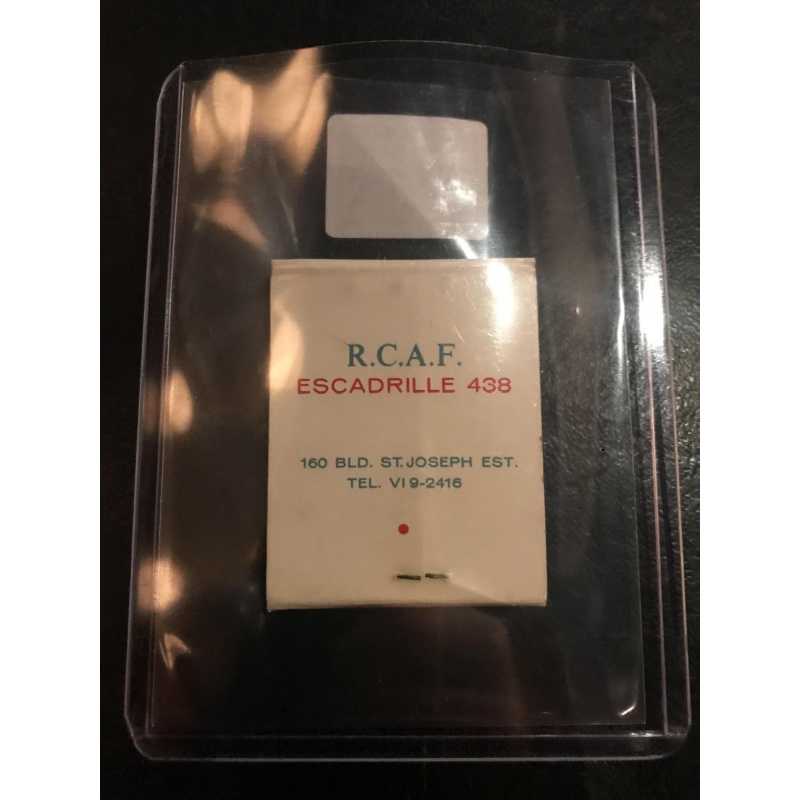 R.C.A.F.
ESCADRILLE 438
160 BLD. ST. JOSEPH EST.
TEL. VI 9-2416